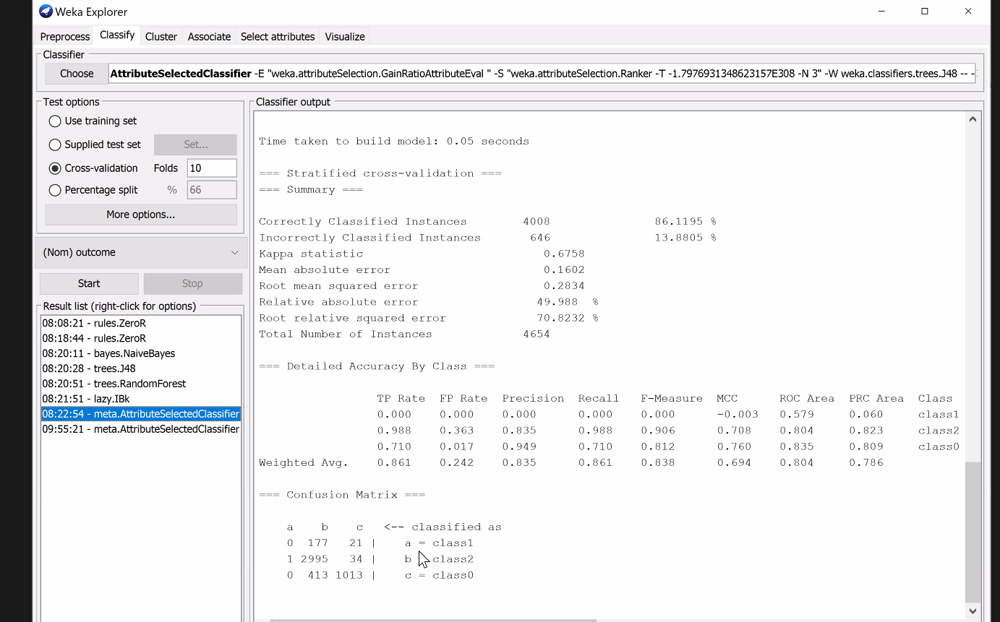 Weka Explorer
Preprocess Classify Cluster Associate Select attributes Visualize
Classifier
Choose AttributeSelectedClassifier -E "weka.attributeSelection.GainRatioAttributeEval " -S "weka.attributeSelection.Ranker -T -1.7976931348623157E308 -N 3" -W weka.classifiers.trees.J48 -- -
Test options
Use training set
Supplied test set Set...
Cross-validation Folds 10
Percentage split % 66
More options...
(Nom) outcome
Start Stop
Result list (right-click for options)
08:08:21 - rules.ZeroR
08:18:44 - rules.ZeroR
08:20:11 - bayes.NaiveBayes
08:20:28 - trees.J48
08:20:51 - trees.RandomForest
08:21:51 - lazy.IBk
08:22:54 - meta.AttributeSelectedClassifier
09:55:21 - meta.AttributeSelectedClassifier
Classifier output
Time taken to build model: 0.05 seconds
=== Stratified cross-validation ===
=== Summary ===
Correctly Classified Instances 4008 86.1195 %
Incorrectly Classified Instances 646 13.8805 %
Kappa statistic 0.6758
Mean absolute error 0.1602
Root mean squared error 0.2834
Relative absolute error 49.988 %
Root relative squared error 70.8232 %
Total Number of Instances 4654
=== Detailed Accuracy By Class ===
TP Rate FP Rate Precision Recall F-Measure MCC ROC Area PRC Area Class
0.000 0.000 0.000 0.000 0.000 -0.003 0.579 0.060 class1
0.988 0.363 0.835 0.988 0.906 0.708 0.804 0.823 class2
0.710 0.017 0.949 0.710 0.812 0.760 0.835 0.809 class0
Weighted Avg. 0.861 0.242 0.835 0.861 0.838 0.694 0.804 0.786
=== Confusion Matrix ===
a b c <-- classified as
0 177 21 | a = class1
1 2995 34 | b = class2
0 413 1013 | c = class0